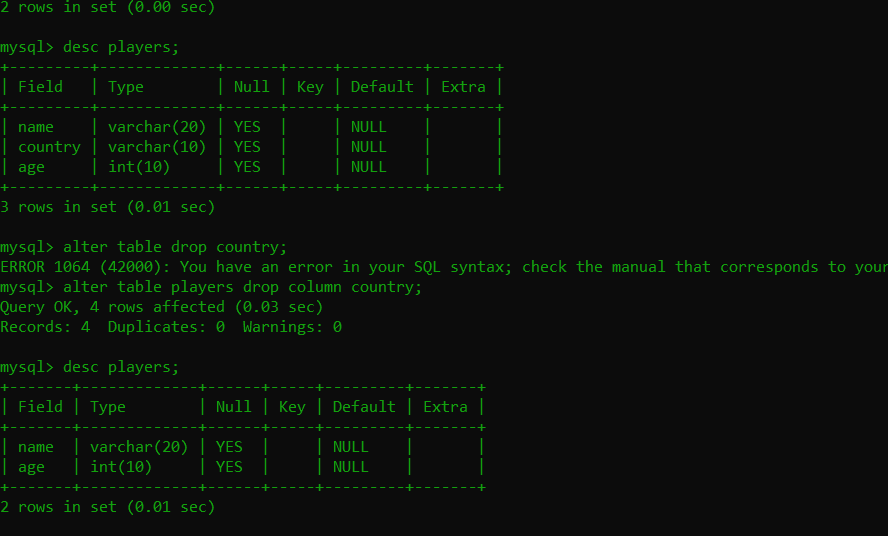 2 rows in set (0.00 sec)
mysql> desc players;
+---------+-------------+------+-----+---------+-------+
| Field   | Type        | Null | Key | Default | Extra |
+---------+-------------+------+-----+---------+-------+
| name    | varchar(20) | YES  |     | NULL    |       |
| country | varchar(10) | YES  |     | NULL    |       |
| age     | int(10)     | YES  |     | NULL    |       |
+---------+-------------+------+-----+---------+-------+
3 rows in set (0.01 sec)
mysql> alter table drop country;
ERROR 1064 (42000): You have an error in your SQL syntax; check the manual that corresponds to your
mysql> alter table players drop column country;
Query OK, 4 rows affected (0.03 sec)
Records: 4  Duplicates: 0  Warnings: 0
mysql> desc players;
+-------+-------------+------+-----+---------+-------+
| Field | Type        | Null | Key | Default | Extra |
+-------+-------------+------+-----+---------+-------+
| name  | varchar(20) | YES  |     | NULL    |       |
| age   | int(10)     | YES  |     | NULL    |       |
+-------+-------------+------+-----+---------+-------+
2 rows in set (0.01 sec)